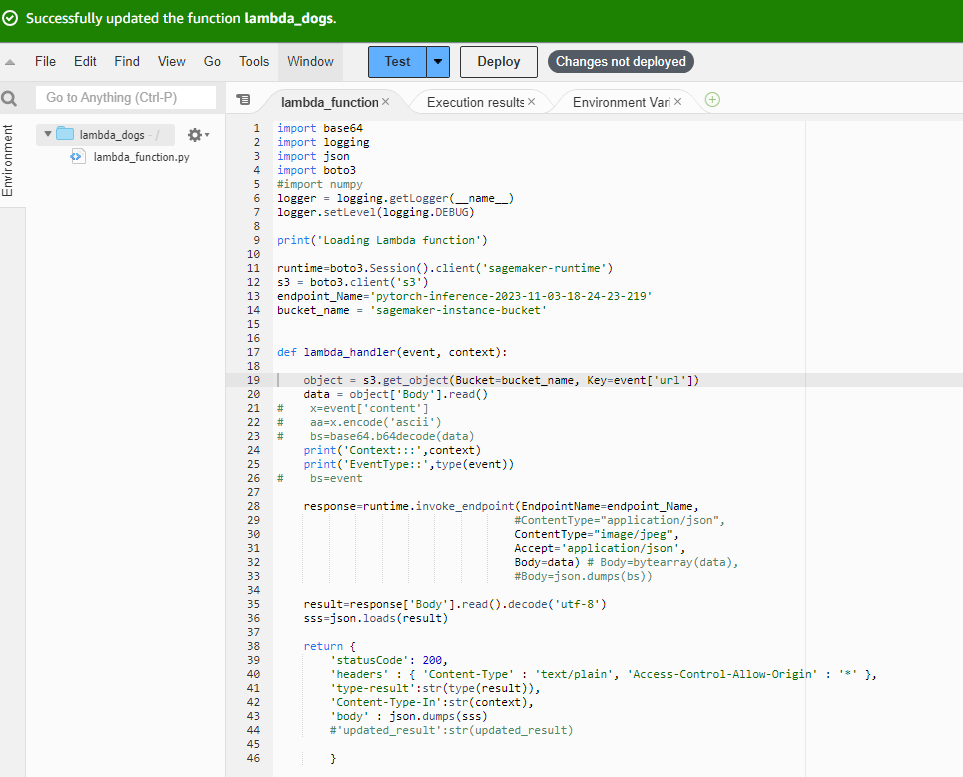 Successfully updated the function lambda_dogs.
File Edit Find View Go Tools Window Test Deploy Changes not deployed
Go to Anything (Ctrl-P)
lambda_function × Execution results × Environment Vari ×
Environment
lambda_dogs - /
lambda_function.py
1 import base64
2 import logging
3 import json
4 import boto3
5 #import numpy
6 logger = logging.getLogger(__name__)
7 logger.setLevel(logging.DEBUG)
8
9 print('Loading Lambda function')
10
11 runtime=boto3.Session().client('sagemaker-runtime')
12 s3 = boto3.client('s3')
13 endpoint_Name='pytorch-inference-2023-11-03-18-24-23-219'
14 bucket_name = 'sagemaker-instance-bucket'
15
16
17 def lambda_handler(event, context):
18
19     object = s3.get_object(Bucket=bucket_name, Key=event['url'])
20     data = object['Body'].read()
21 #    x=event['content']
22 #    aa=x.encode('ascii')
23 #    bs=base64.b64decode(data)
24     print('Context:::',context)
25     print('EventType::',type(event))
26 #    bs=event
27
28     response=runtime.invoke_endpoint(EndpointName=endpoint_Name,
29                                     #ContentType="application/json",
30                                     ContentType="image/jpeg",
31                                     Accept='application/json',
32                                     Body=data) # Body=bytearray(data),
33                                     #Body=json.dumps(bs))
34
35     result=response['Body'].read().decode('utf-8')
36     sss=json.loads(result)
37
38     return {
39         'statusCode': 200,
40         'headers' : { 'Content-Type' : 'text/plain', 'Access-Control-Allow-Origin' : '*' },
41         'type-result':str(type(result)),
42         'Content-Type-In':str(context),
43         'body' : json.dumps(sss)
44         #'updated_result':str(updated_result)
45
46         }